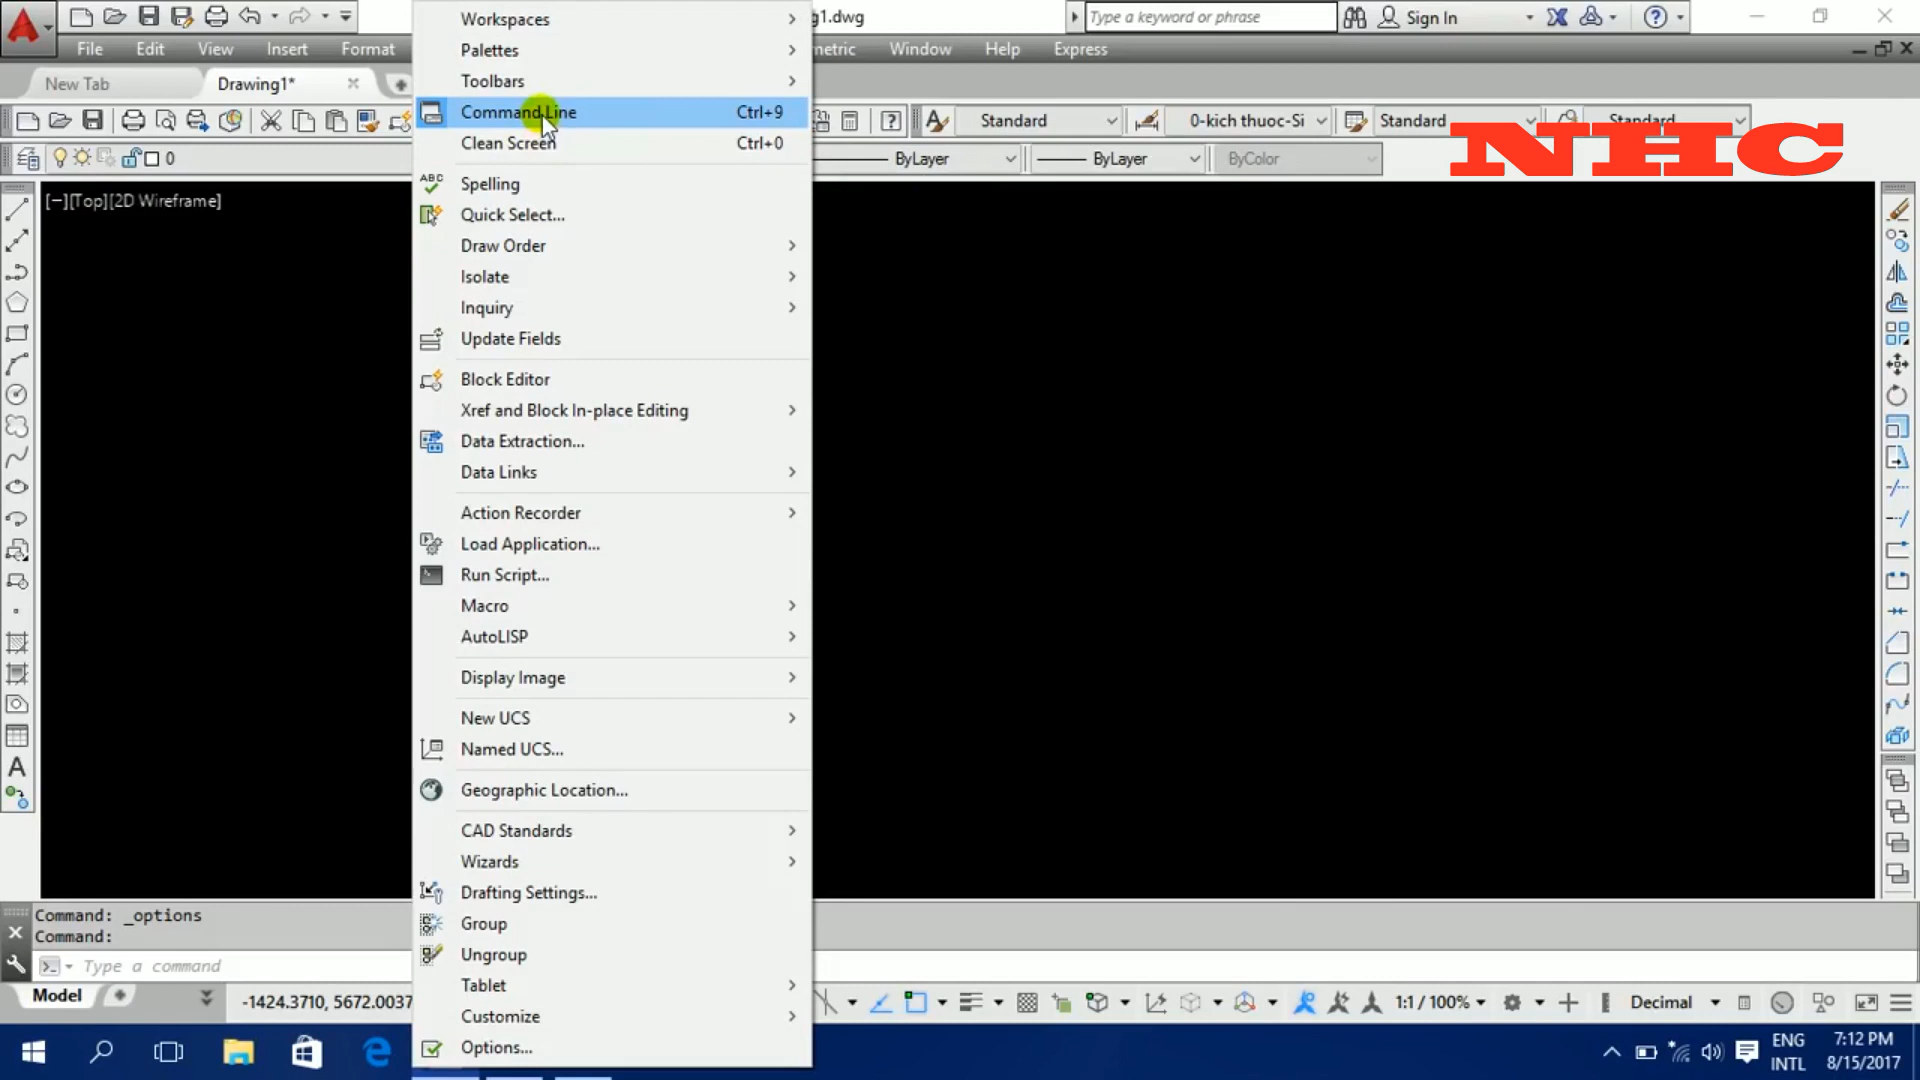 g1.dwg
Type a keyword or phrase
Sign In
File Edit View Insert Format
metric Window Help Express
New Tab
Drawing1*
Workspaces
Palettes
Toolbars
Command Line Ctrl+9
Clean Screen Ctrl+0
Spelling
Quick Select...
Draw Order
Isolate
Inquiry
Update Fields
Block Editor
Xref and Block In-place Editing
Data Extraction...
Data Links
Action Recorder
Load Application...
Run Script...
Macro
AutoLISP
Display Image
New UCS
Named UCS...
Geographic Location...
CAD Standards
Wizards
Drafting Settings...
Group
Ungroup
Tablet
Customize
Options...
Standard
0-kich thuoc-Si
Standard
Standard
NHC
0
ByLayer
ByLayer
ByColor
[−][Top][2D Wireframe]
ABC
A
Command: _options
Command:
Type a command
Model
-1424.3710, 5672.0037
1:1 / 100%
Decimal
ENG
INTL
7:12 PM
8/15/2017